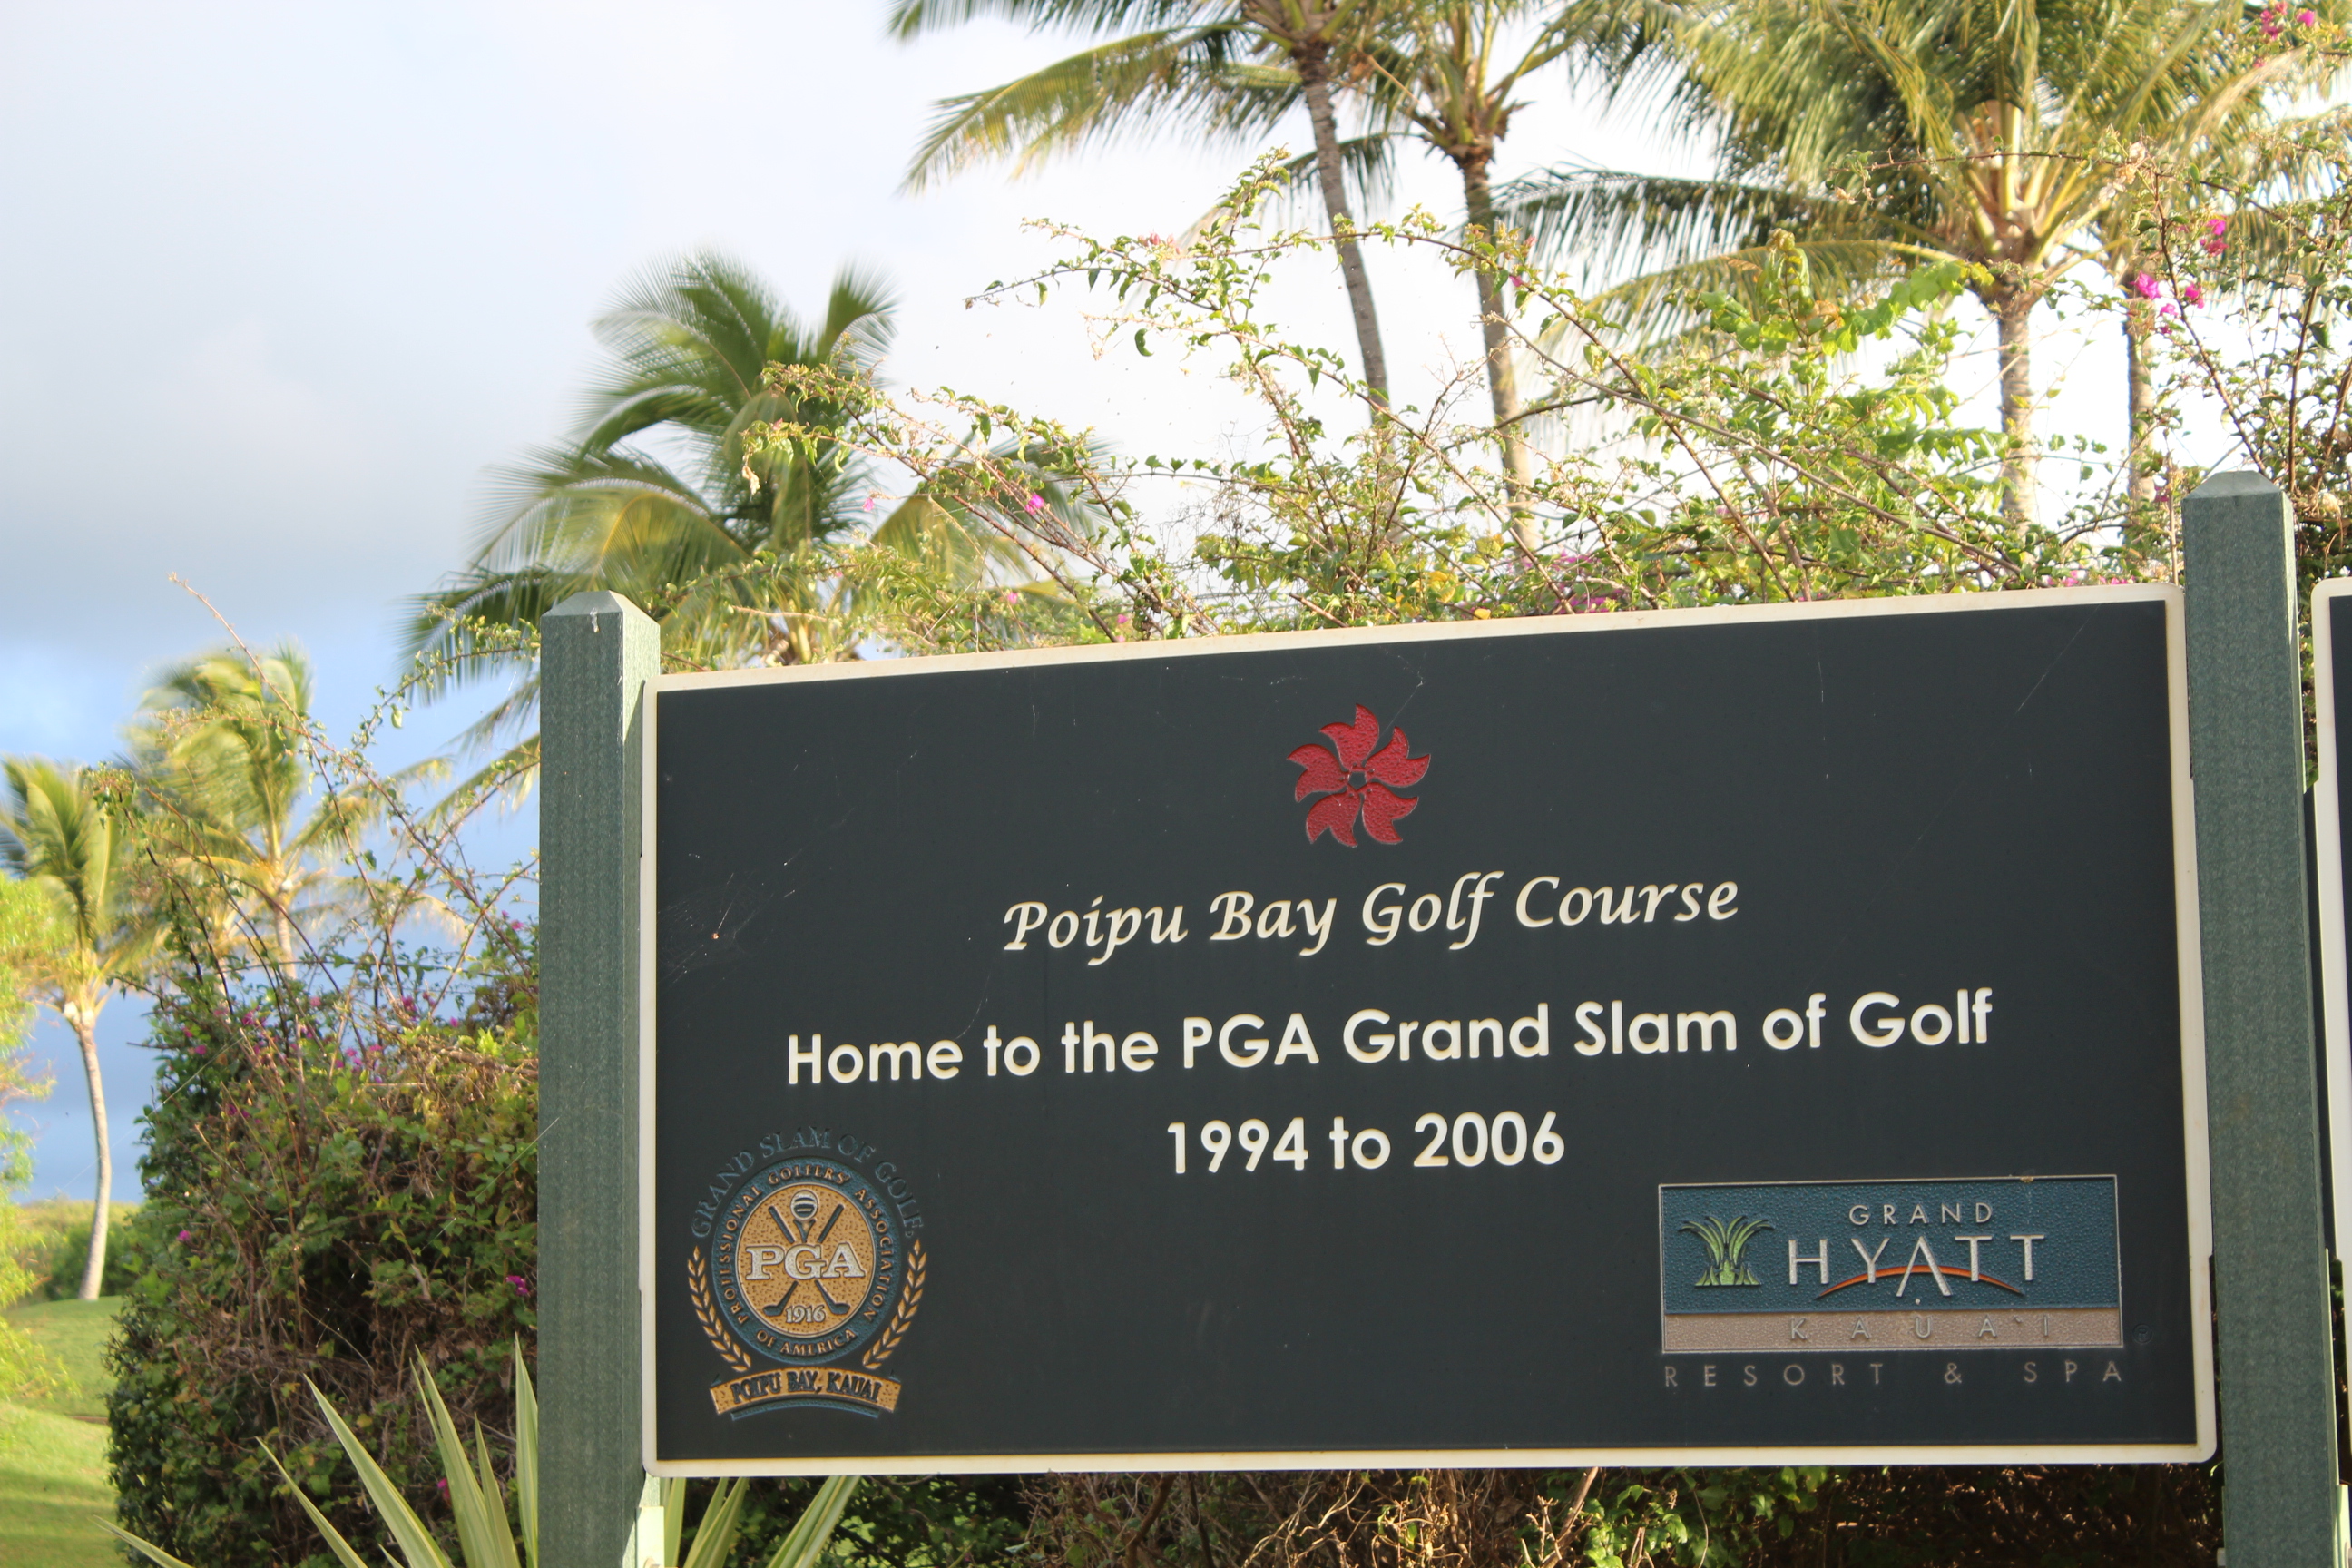 Poipu Bay Golf Course
Home to the PGA Grand Slam of Golf
1994 to 2006
GRAND SLAM OF GOLF
PROFESSIONAL GOLFERS' ASSOCIATION
OF AMERICA
PGA
1916
POIPU BAY, KAUAI
GRAND
HYATT
KAUA'I
RESORT & SPA